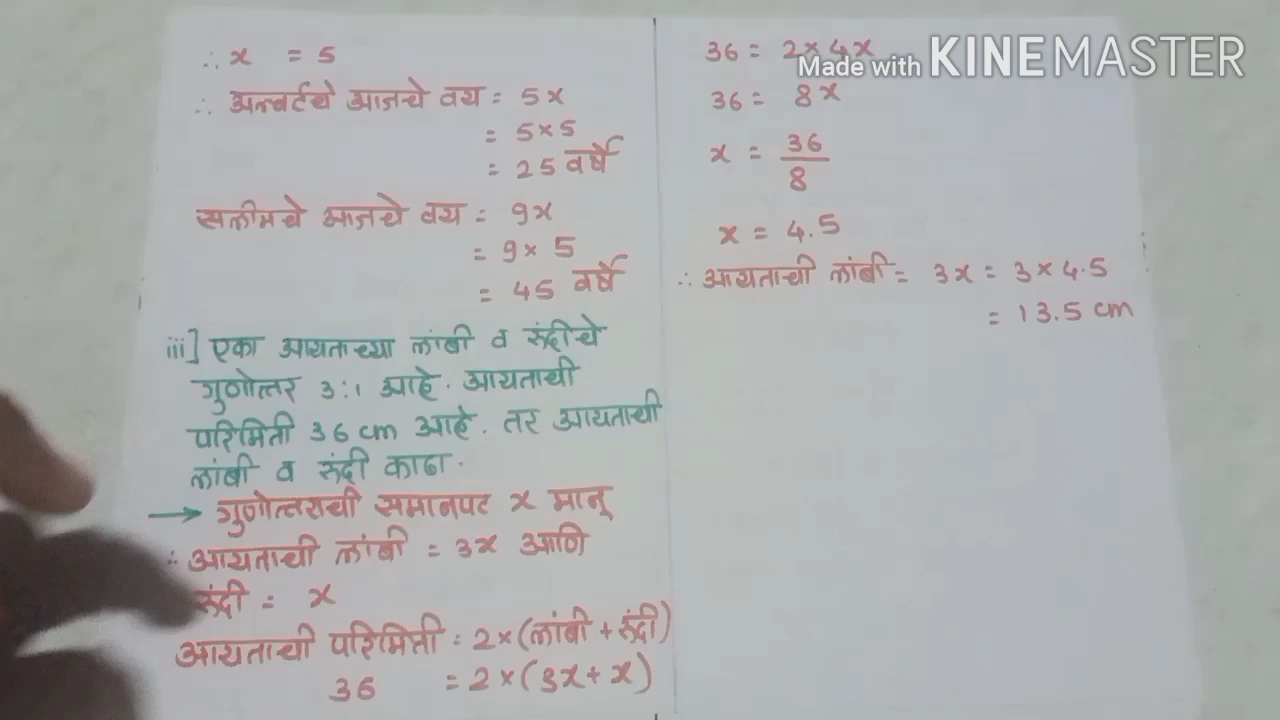 ∴ x = 5
∴ अल्बर्टचे आजचे वय = 5x
= 5×5
= 25 वर्षे
सलीमचे आजचे वय = 9x
= 9 × 5
= 45 वर्षे
iii] एका आयताच्या लांबी व रुंदीचे
गुणोत्तर 3:1 आहे. आयताची
परिमिती 36 cm आहे. तर आयताची
लांबी व रुंदी काढा.
→ गुणोत्तराची समानपट x मानू
∴ आयताची लांबी = 3x आणि
रुंदी = x
आयताची परिमिती = 2×(लांबी + रुंदी)
36 = 2×(3x + x)
36 = 2×4x
Made with KINEMASTER
36 = 8x
x = 36/8
x = 4.5
∴ आयताची लांबी = 3x = 3 × 4.5
= 13.5 cm